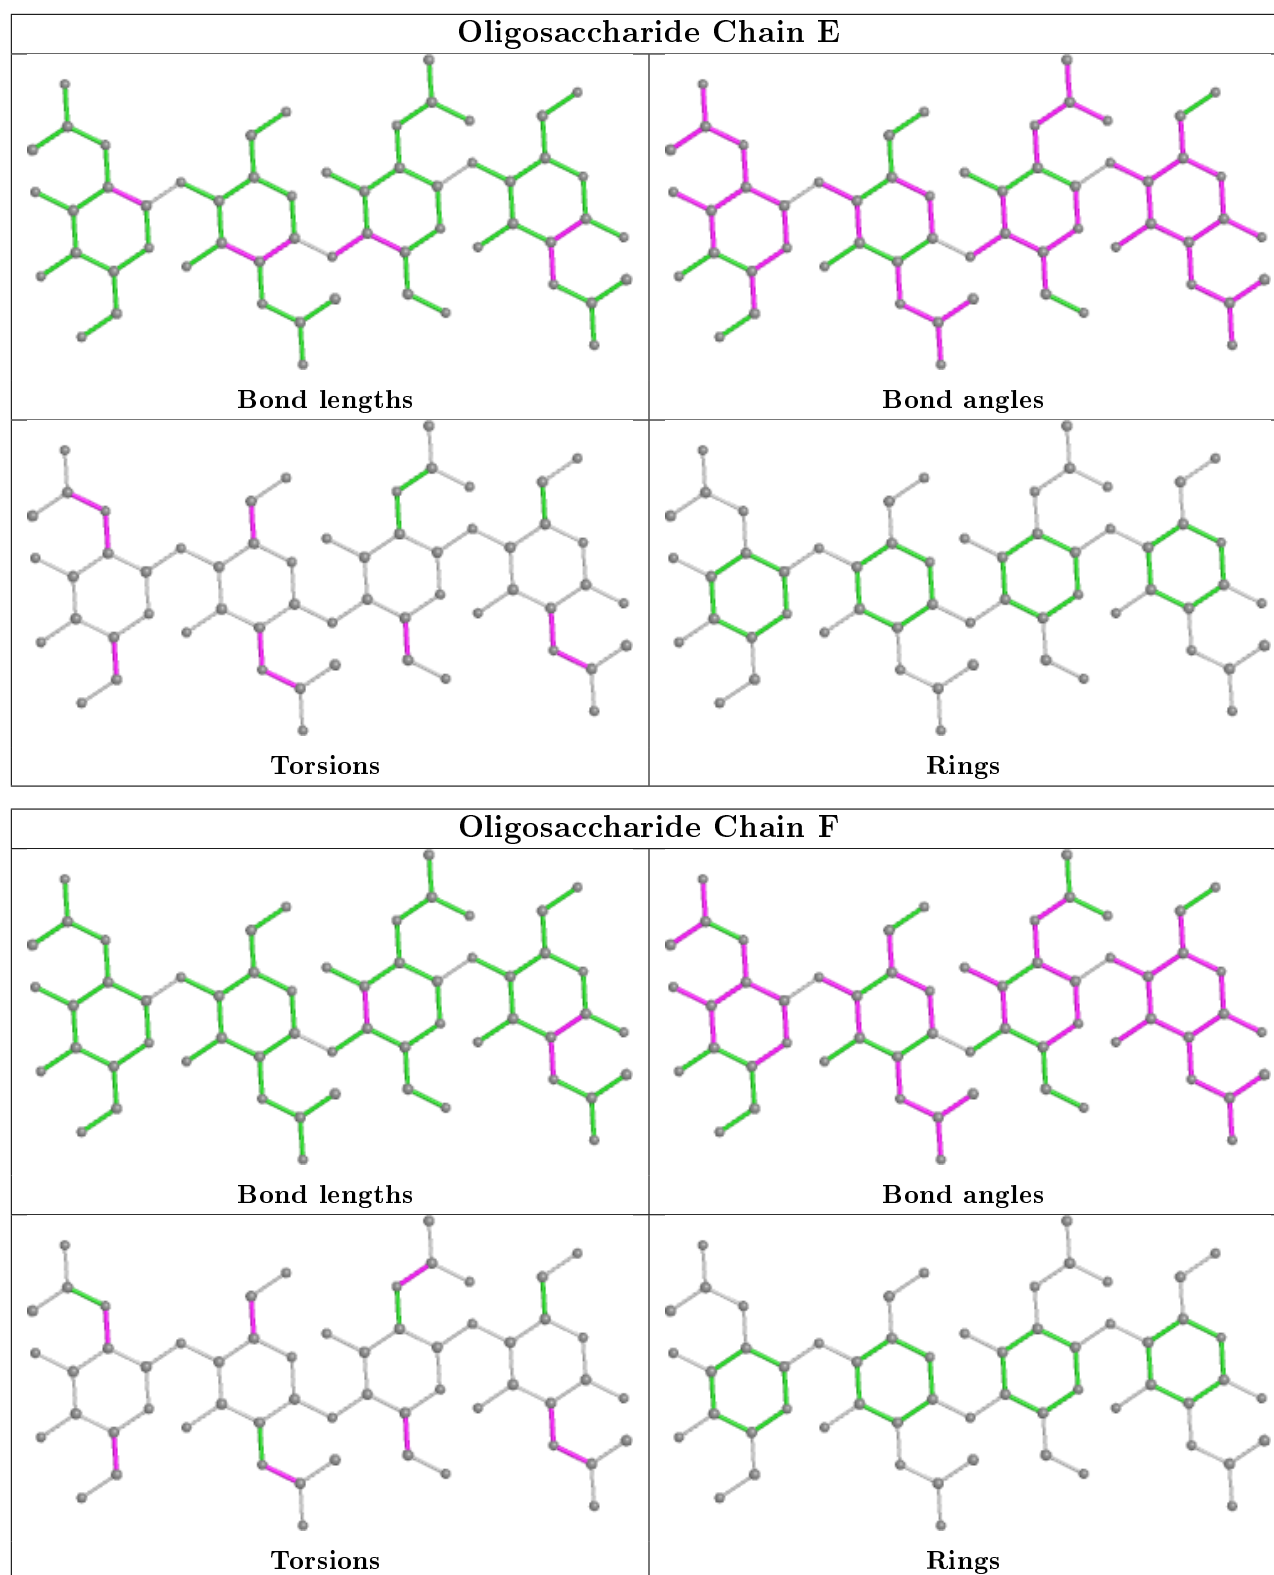 Oligosaccharide Chain E
Bond lengths
Bond angles
Torsions
Rings
Oligosaccharide Chain F
Bond lengths
Bond angles
Torsions
Rings